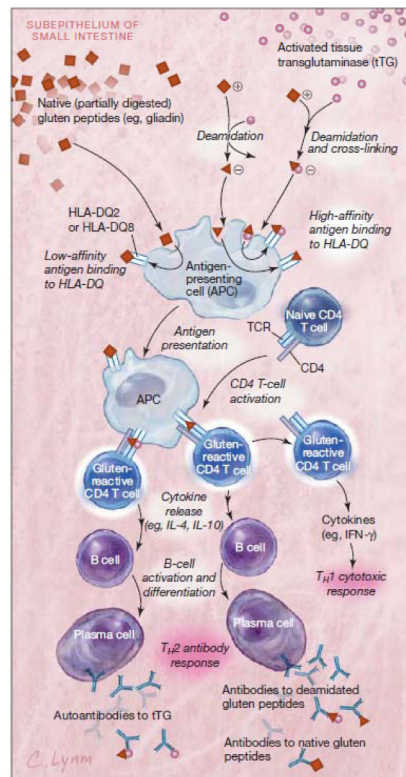 SUBEPITHELIUM OF
SMALL INTESTINE
Activated tissue
transglutaminase (tTG)
Native (partially digested)
gluten peptides (eg, gliadin)
+
+
Deamidation
Deamidation
and cross-linking
−
−
HLA-DQ2
or HLA-DQ8
High-affinity
antigen binding
to HLA-DQ
Low-affinity
antigen binding
to HLA-DQ
Antigen-
presenting
cell (APC)
Naive CD4
T cell
TCR
CD4
Antigen
presentation
CD4 T-cell
activation
APC
Gluten-
reactive
CD4 T cell
Gluten-
reactive
CD4 T cell
Gluten-
reactive
CD4 T cell
Cytokine
release
(eg, IL-4, IL-10)
Cytokines
(eg, IFN-γ)
B cell
B cell
B-cell
activation and
differentiation
TH1 cytotoxic
response
Plasma cell
Plasma cell
TH2 antibody
response
Autoantibodies to tTG
Antibodies to deamidated
gluten peptides
Antibodies to native gluten
peptides
C. Lynm